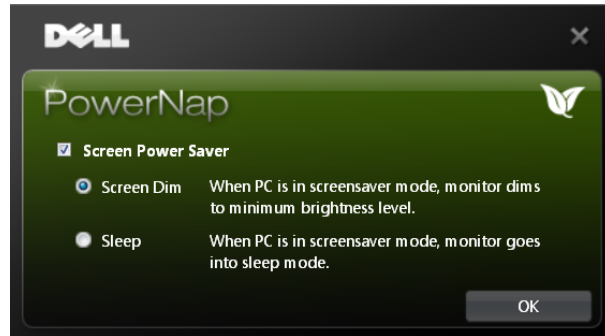 DELL
PowerNap
Screen Power Saver
Screen Dim When PC is in screensaver mode, monitor dims
to minimum brightness level.
Sleep When PC is in screensaver mode, monitor goes
into sleep mode.
OK